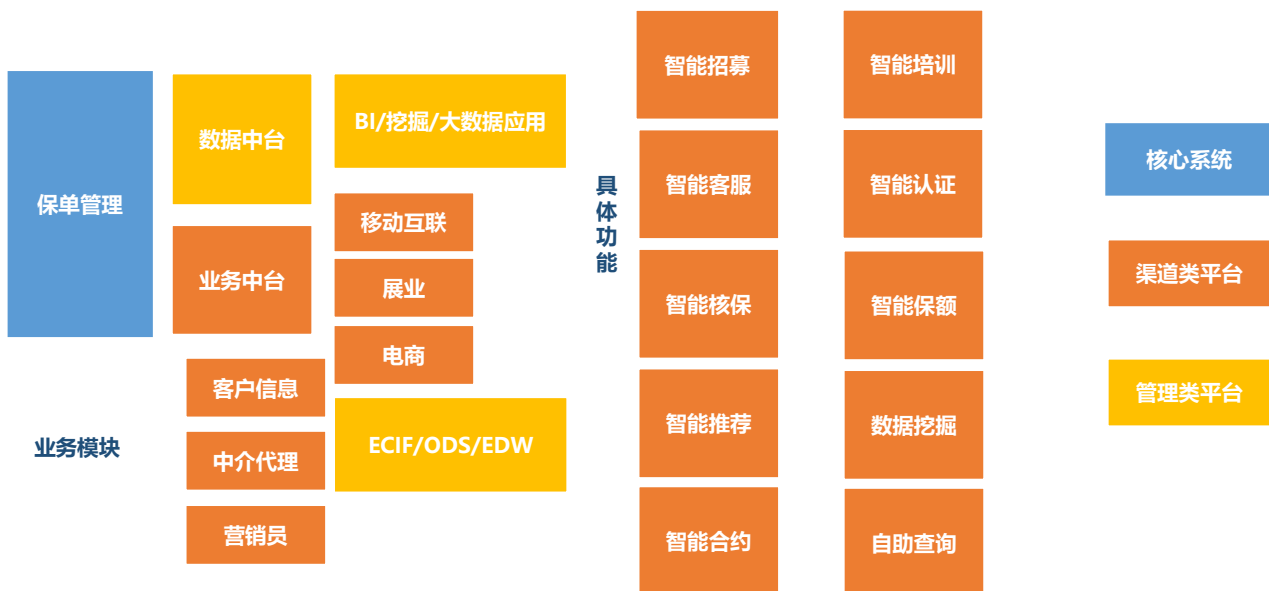 保单管理
数据中台
BI/挖掘/大数据应用
业务中台
移动互联
展业
电商
客户信息
中介代理
营销员
ECIF/ODS/EDW
业务模块
具体功能
智能招募
智能培训
智能客服
智能认证
智能核保
智能保额
智能推荐
数据挖掘
智能合约
自助查询
核心系统
渠道类平台
管理类平台